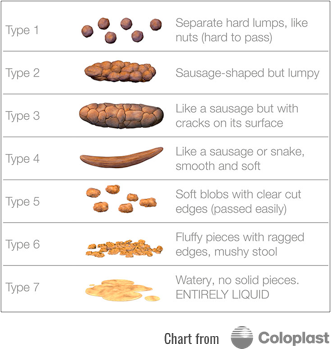 Type 1
Separate hard lumps, like
nuts (hard to pass)
Type 2
Sausage-shaped but lumpy
Type 3
Like a sausage but with
cracks on its surface
Type 4
Like a sausage or snake,
smooth and soft
Type 5
Soft blobs with clear cut
edges (passed easily)
Type 6
Fluffy pieces with ragged
edges, mushy stool
Type 7
Watery, no solid pieces.
ENTIRELY LIQUID
Chart from Coloplast